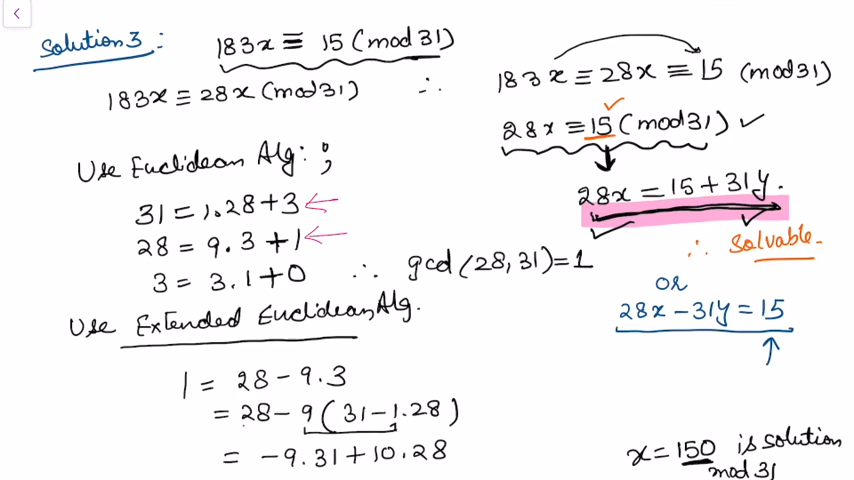 Solution 3 :
183x ≡ 15 (mod 31)
183x ≡ 28x (mod 31) ∴
Use Euclidean Alg: ;
31 = 1.28 + 3
28 = 9.3 + 1
3 = 3.1 + 0 ∴ gcd (28, 31) = 1
Use Extended Euclidean Alg.
1 = 28 - 9.3
= 28 - 9 ( 31 - 1.28 )
= - 9.31 + 10.28
183x ≡ 28x ≡ 15 (mod 31)
28x ≡ 15 (mod 31)
28x = 15 + 31y.
∴ Solvable.
or
28x - 31y = 15
x = 150 is solution
mod 31